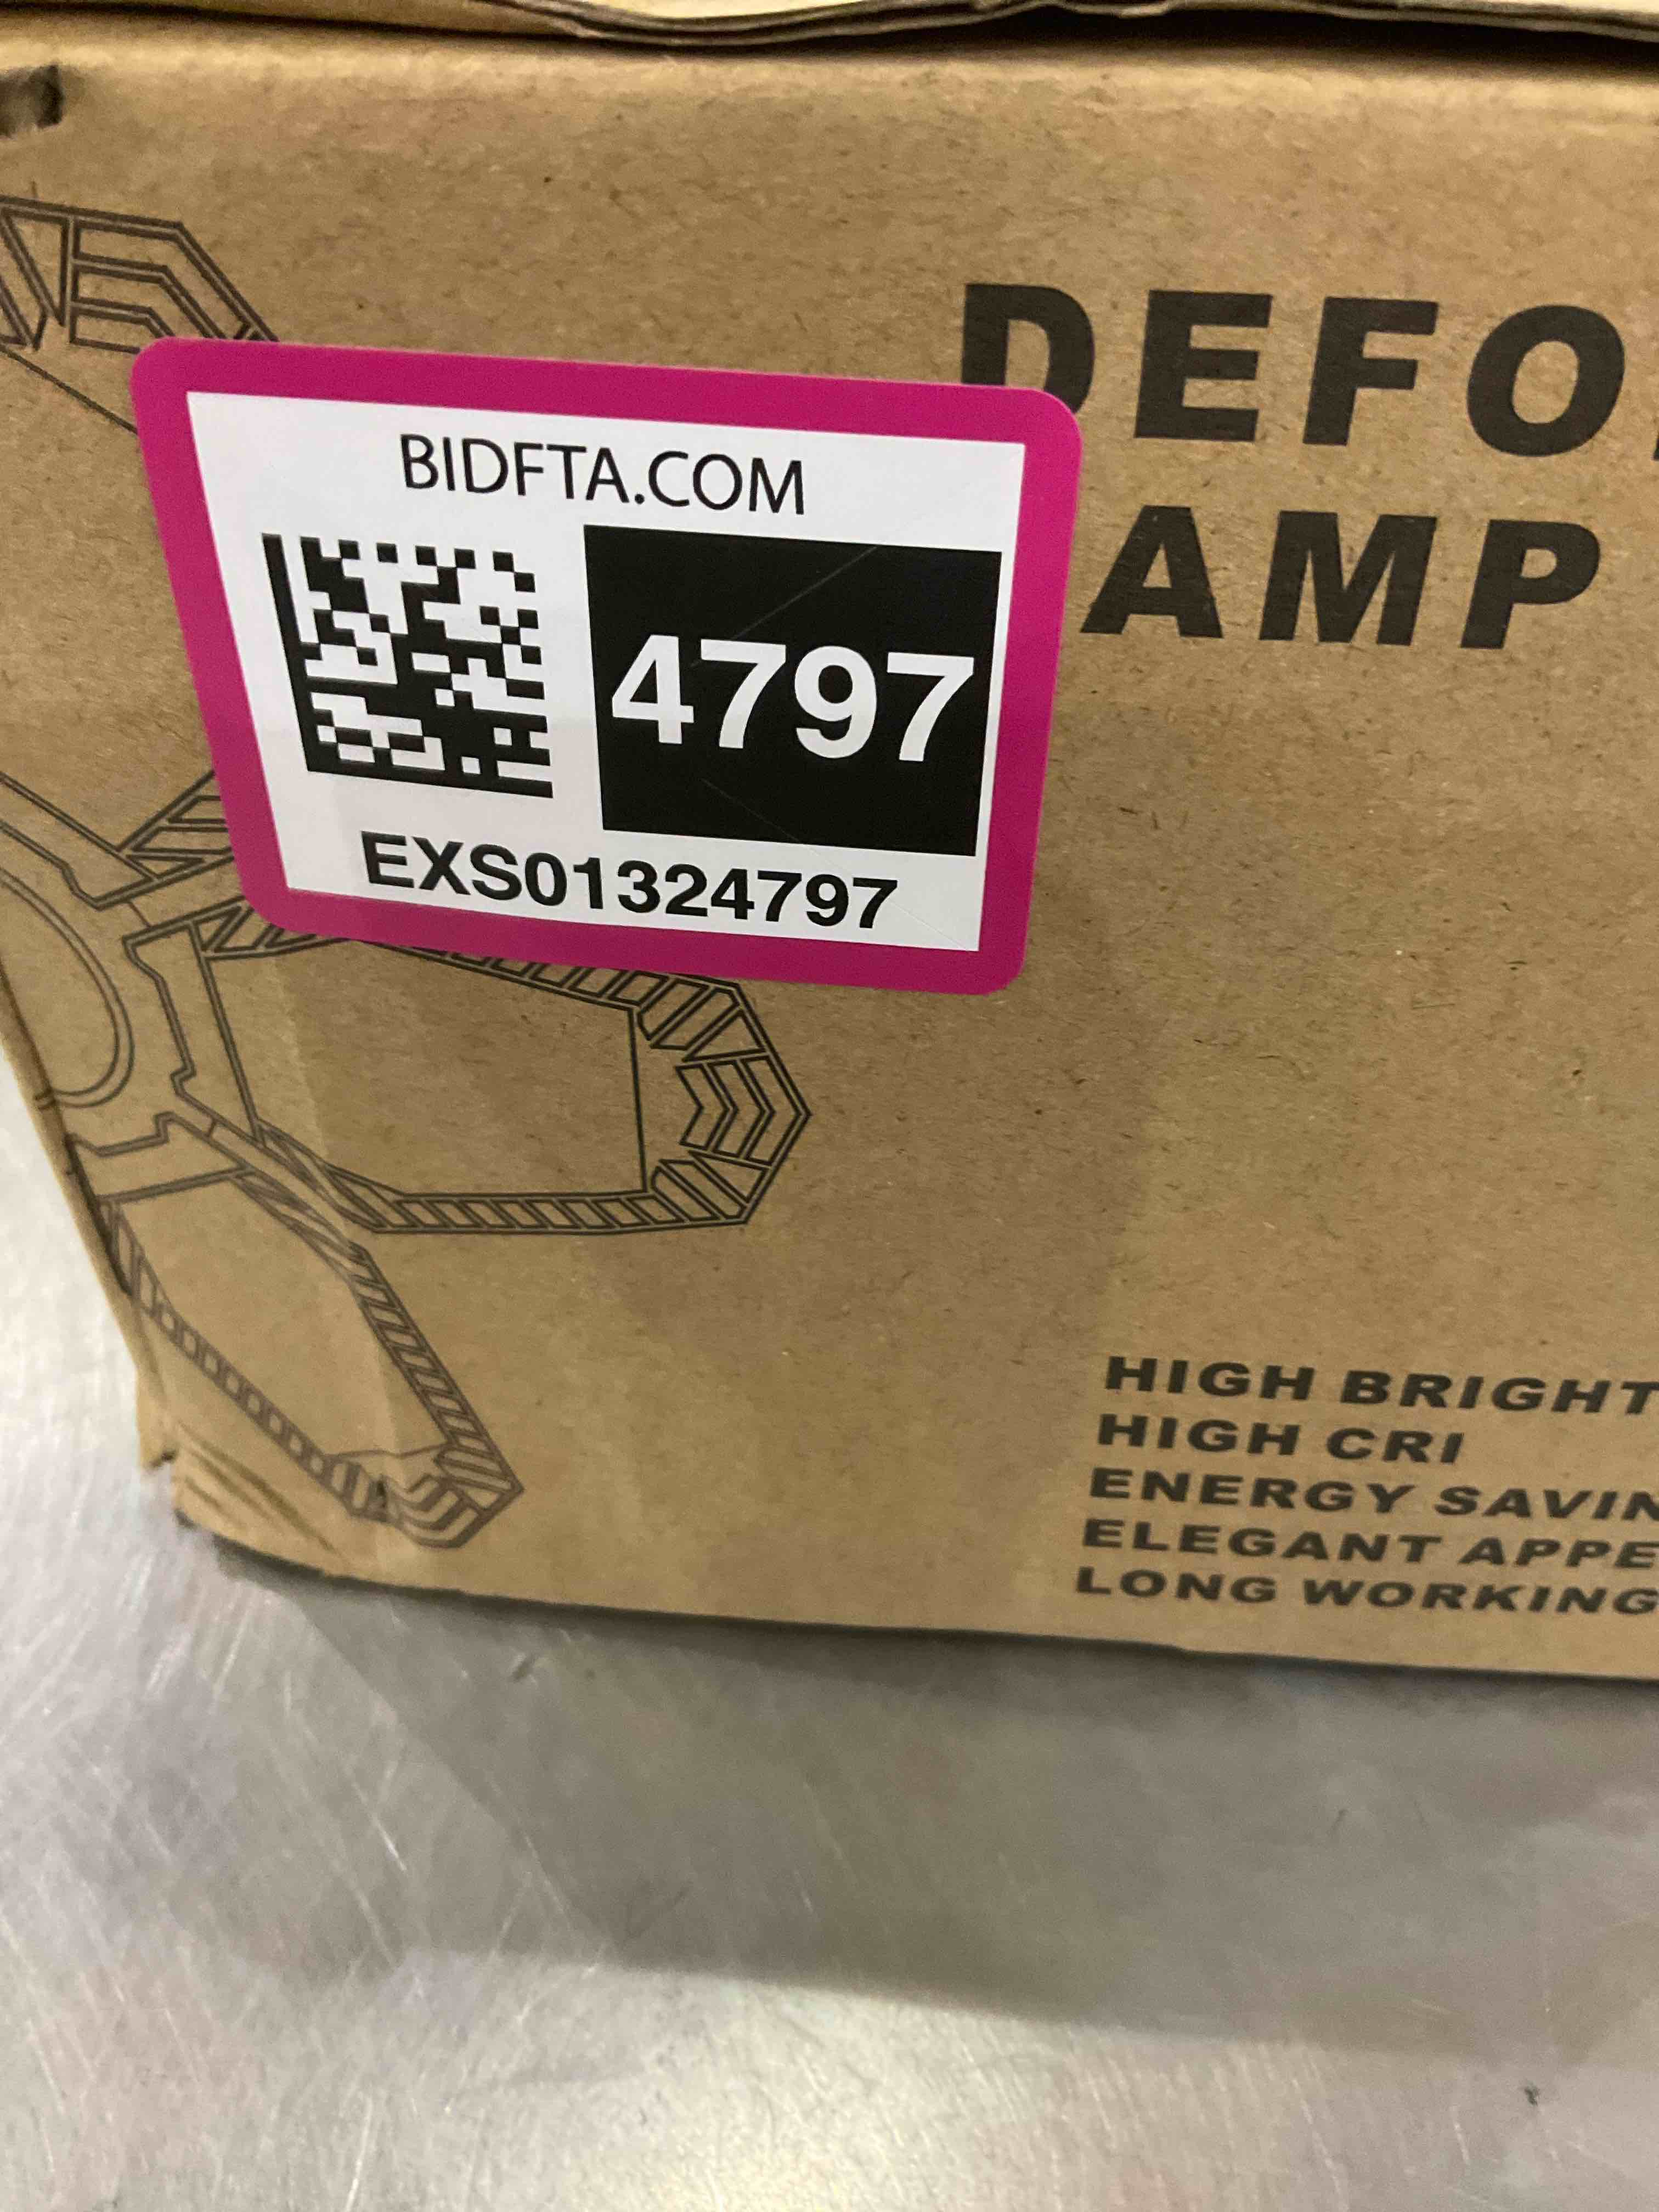 DEFO
AMP
BIDFTA.COM
4797
EXS01324797
HIGH BRIGHT
HIGH CRI
ENERGY SAVIN
ELEGANT APPE
LONG WORKING